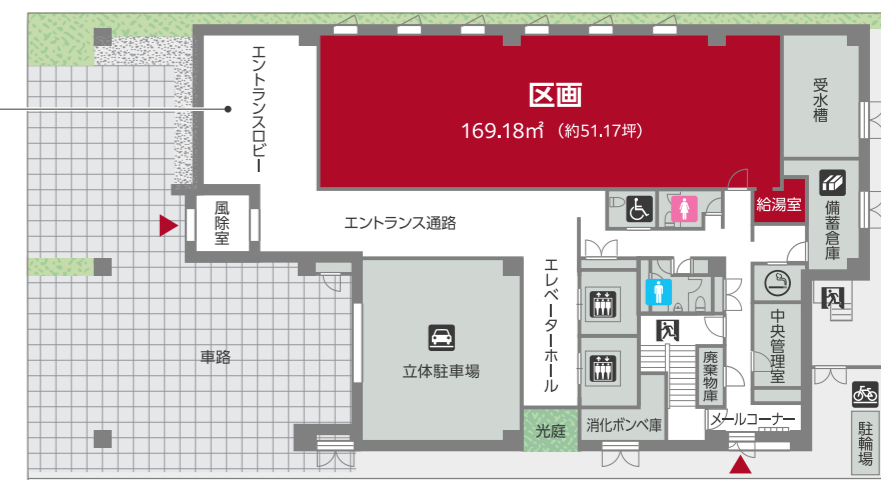 区画
169.18㎡（約51.17坪）
エントランスロビー
受水槽
風除室
エントランス通路
給湯室
備蓄倉庫
エレベーターホール
車路
立体駐車場
中央管理室
廃棄物庫
光庭
消化ボンベ庫
メールコーナー
駐輪場